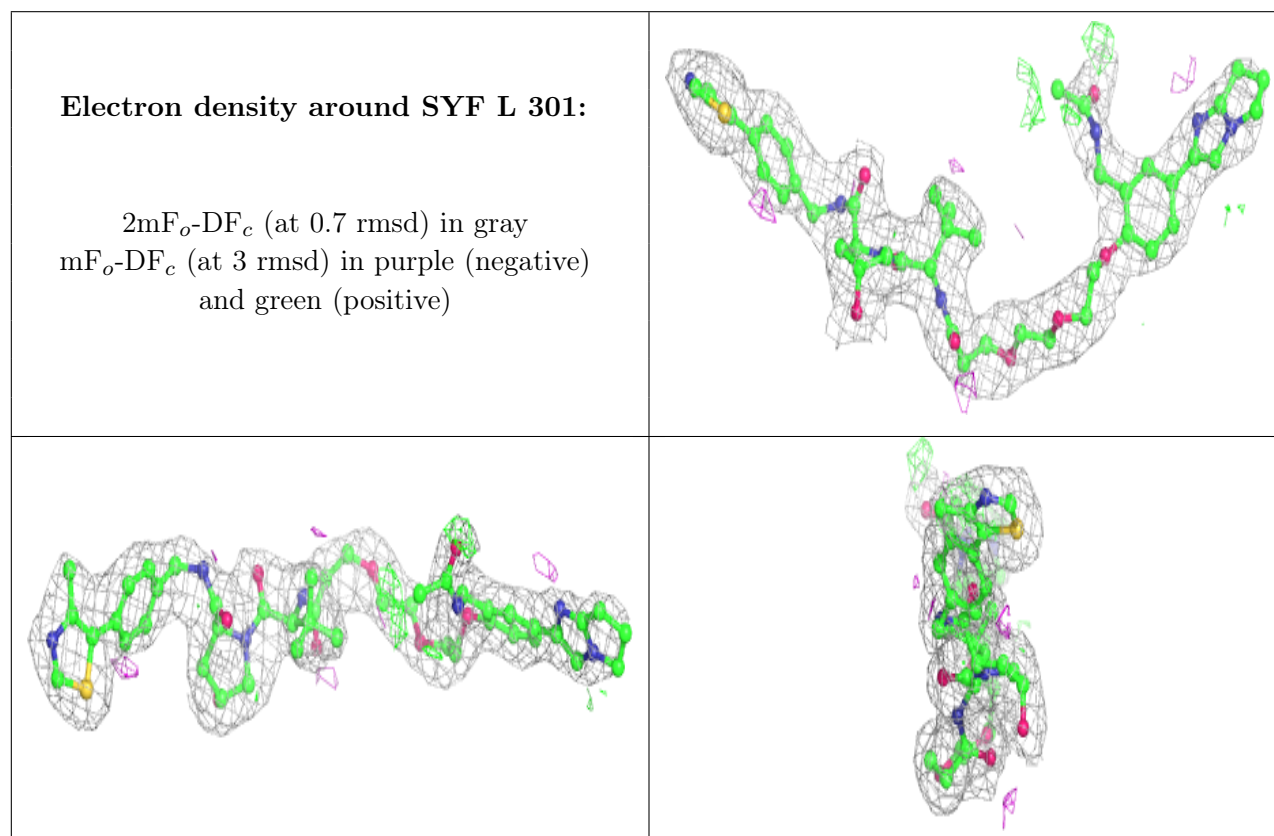 Electron density around SYF L 301:
2mFo-DFc (at 0.7 rmsd) in gray
mFo-DFc (at 3 rmsd) in purple (negative)
and green (positive)